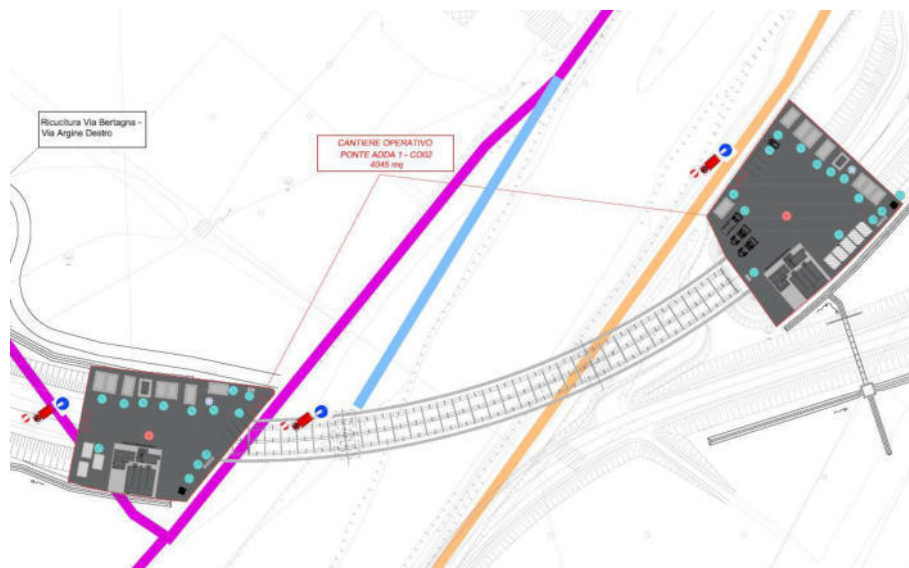 Ricucitura Via Bertagna -
Via Argine Destro
CANTIERE OPERATIVO
PONTE ADDA 1 - CO02
4045 mq